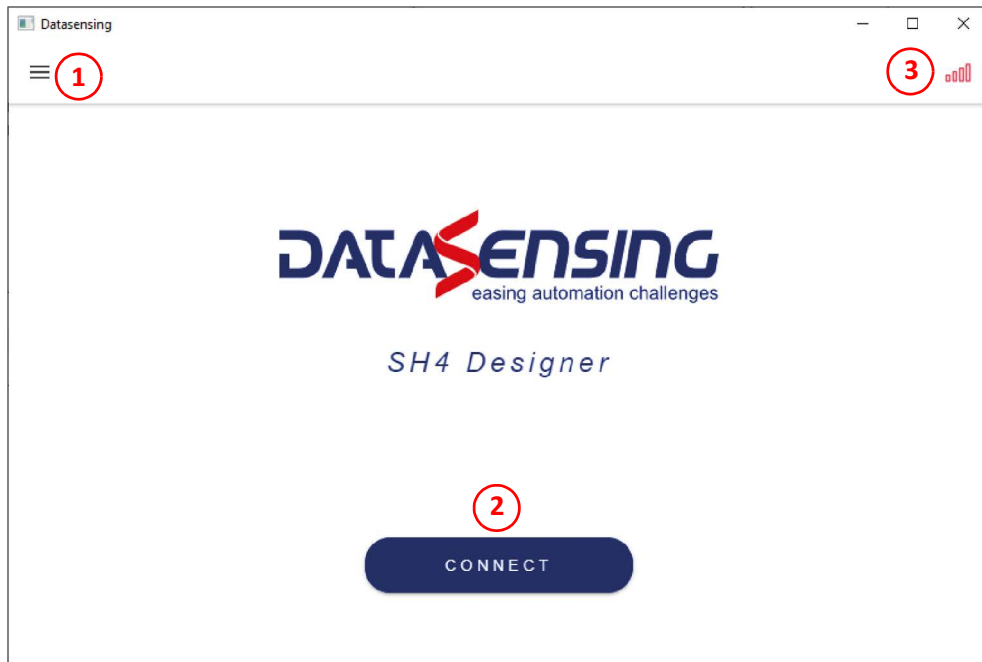 Datasensing
1
3
DATASENSING
easing automation challenges
SH4 Designer
2
CONNECT